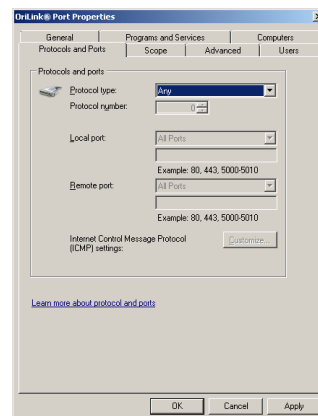 OriLink® Port Properties
General Programs and Services Computers
Protocols and Ports Scope Advanced Users
Protocols and ports
Protocol type: Any
Protocol number: 0
Local port: All Ports
Example: 80, 443, 5000-5010
Remote port: All Ports
Example: 80, 443, 5000-5010
Internet Control Message Protocol
(ICMP) settings: Customize...
Learn more about protocol and ports
OK Cancel Apply